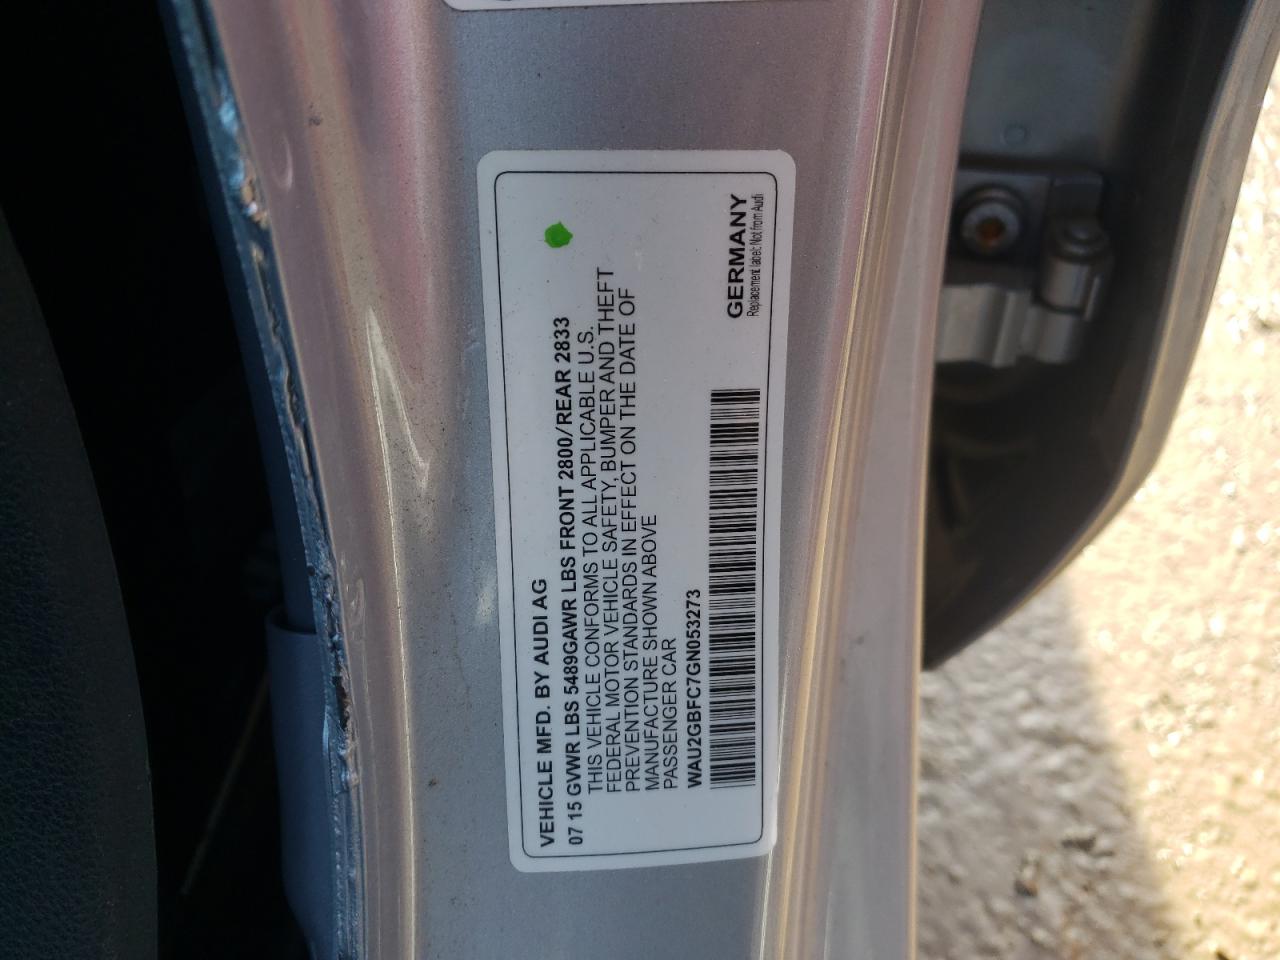 VEHICLE MFD. BY AUDI AG
07 15 GVWR LBS 5489GAWR LBS FRONT 2800/REAR 2833
THIS VEHICLE CONFORMS TO ALL APPLICABLE U.S.
FEDERAL MOTOR VEHICLE SAFETY, BUMPER AND THEFT
PREVENTION STANDARDS IN EFFECT ON THE DATE OF
MANUFACTURE SHOWN ABOVE
PASSENGER CAR
WAU2GBFC7GN053273
GERMANY
Replacement label: Not from Audi